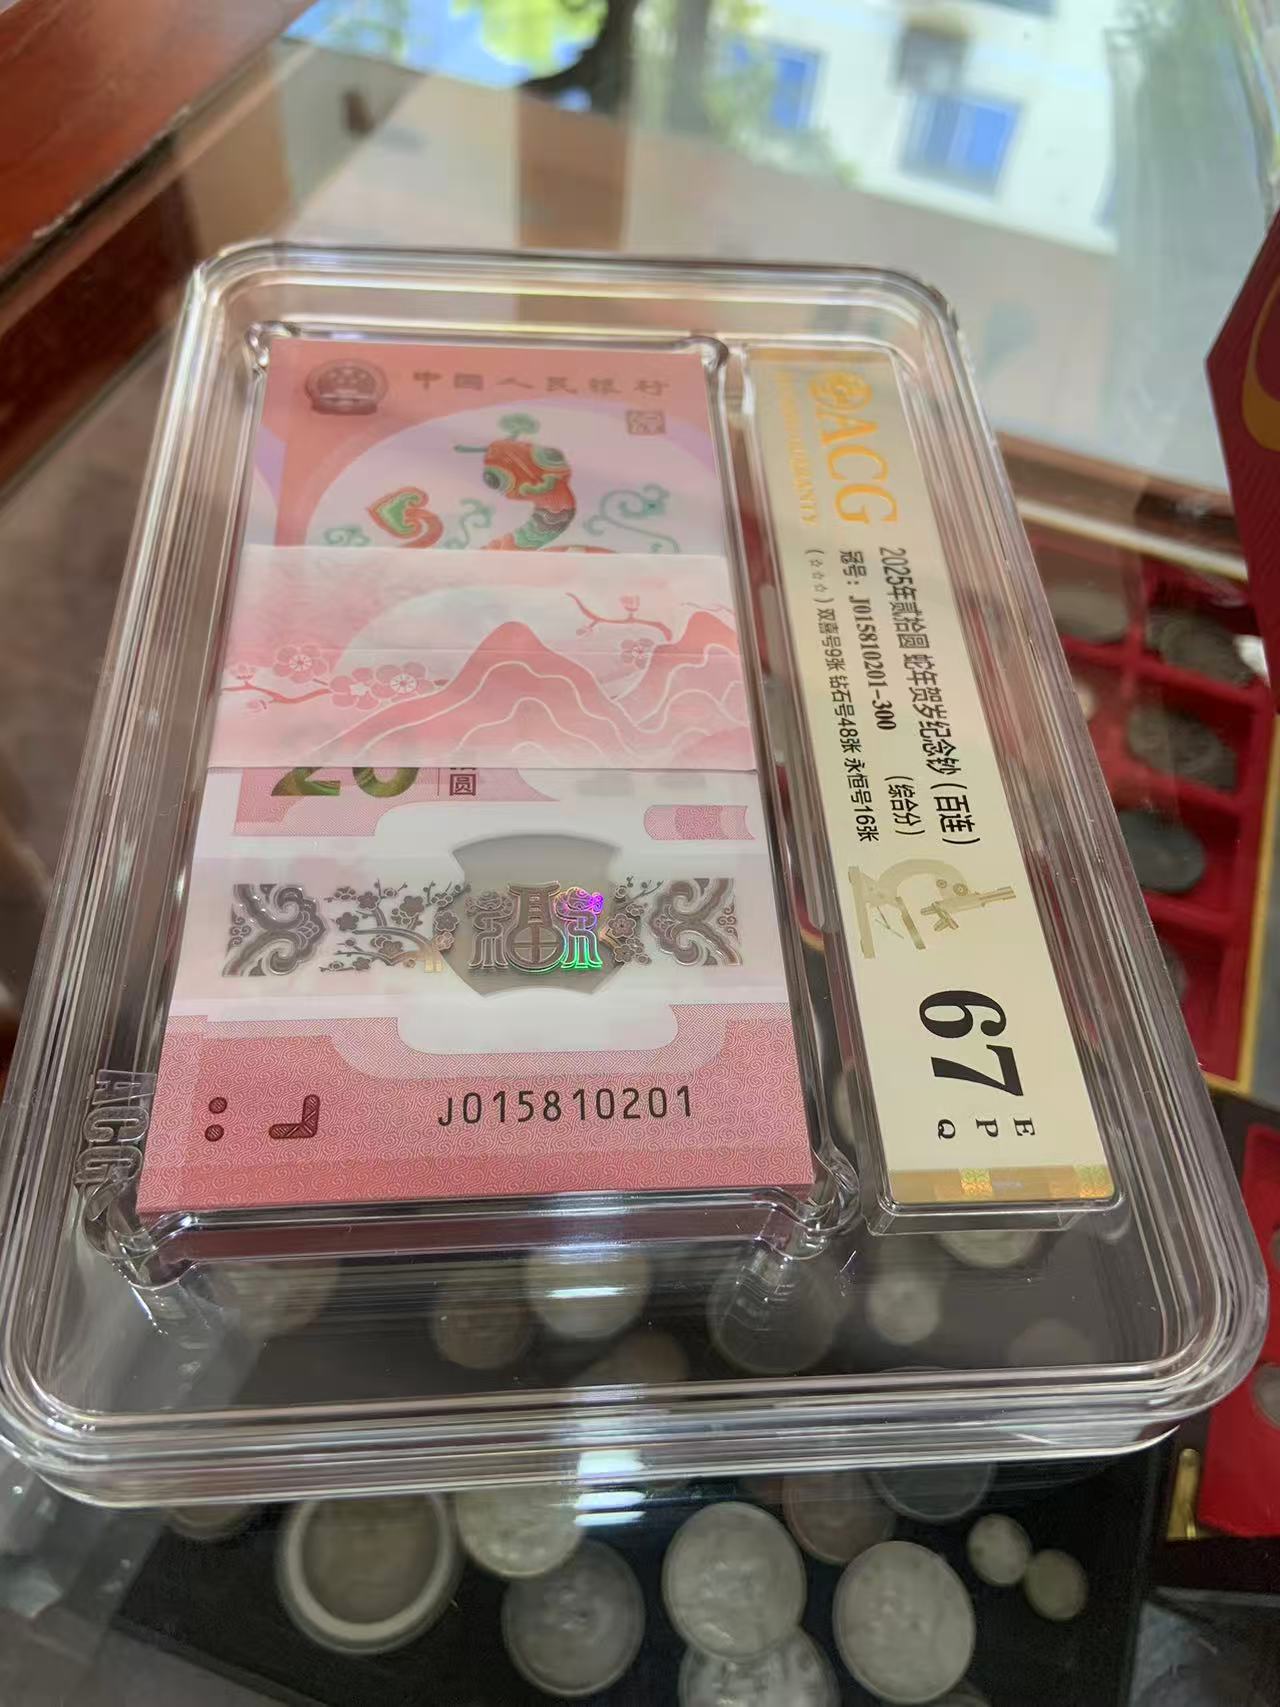 中国人民银行
20
圆
J015810201
ACG
ACG
2025年贰拾圆 蛇年贺岁纪念钞（百连）
冠号：J015810201-300 （综合分）
（☆☆☆）双叠号9张 钻石号48张 永恒号16张
67
E
P
Q